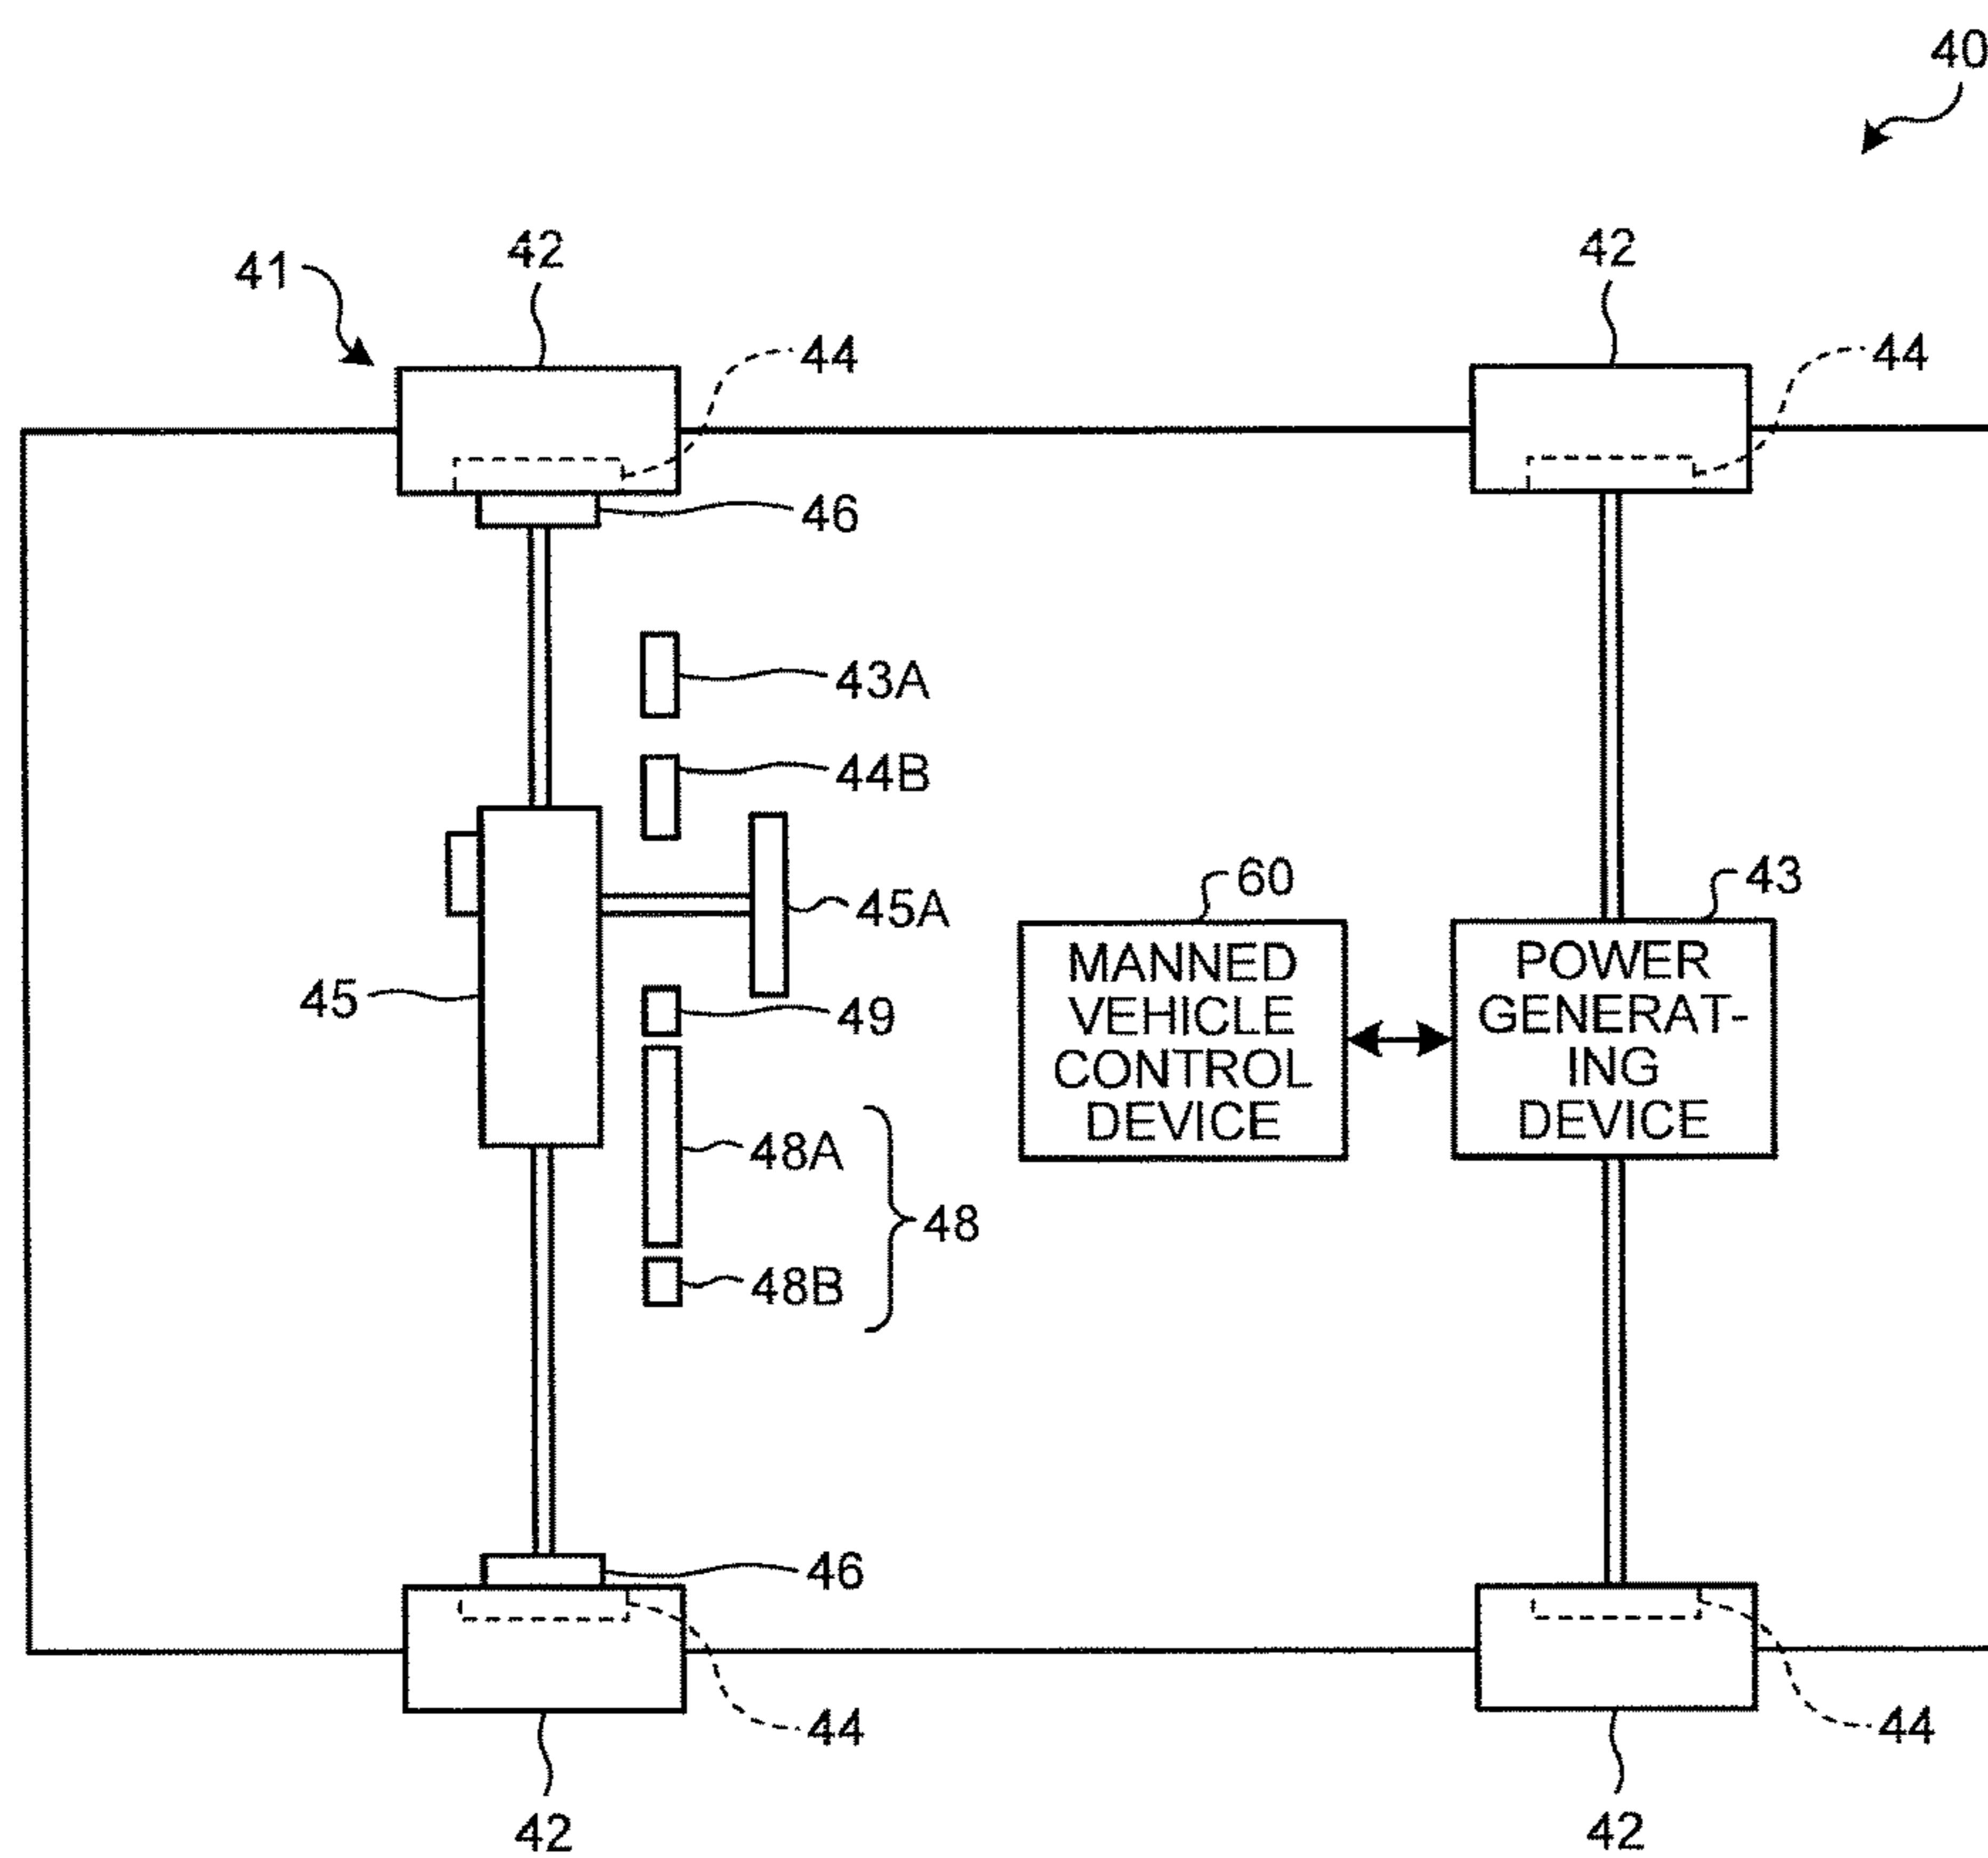 40
41
42
42
44
44
46
43A
44B
45A
60
43
MANNED
VEHICLE
CONTROL
DEVICE
POWER
GENERAT-
ING
DEVICE
45
49
48A
48
48B
46
44
44
42
42